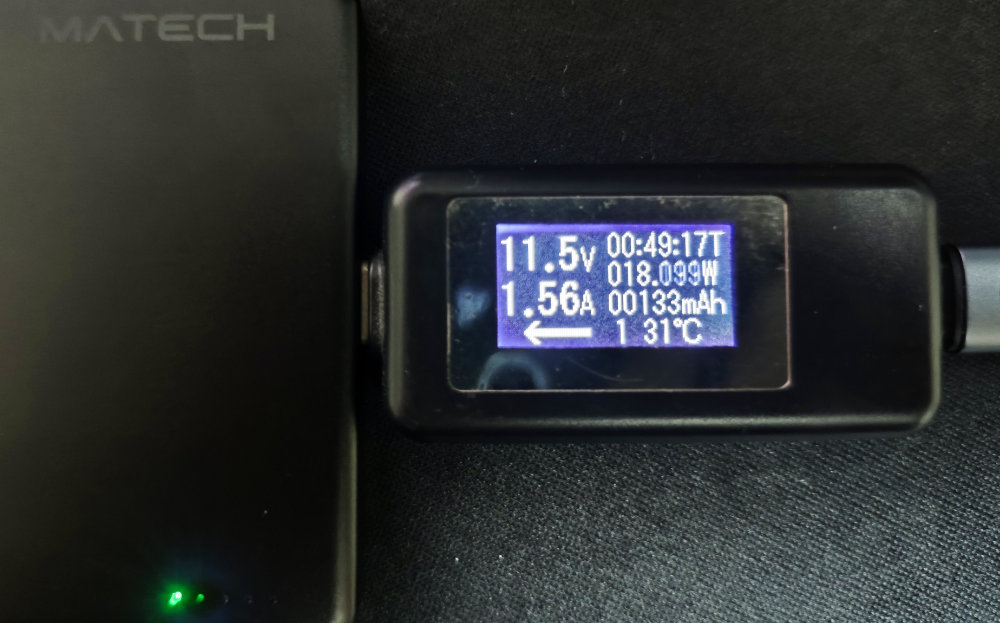 MATECH
11.5V
00:49:17T
018.099W
1.56A
00133mAh
1 31℃